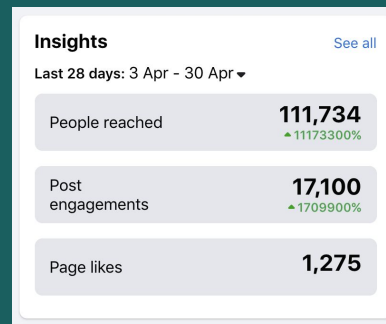 Insights
See all
Last 28 days: 3 Apr - 30 Apr
People reached
111,734
11173300%
Post
engagements
17,100
1709900%
Page likes
1,275